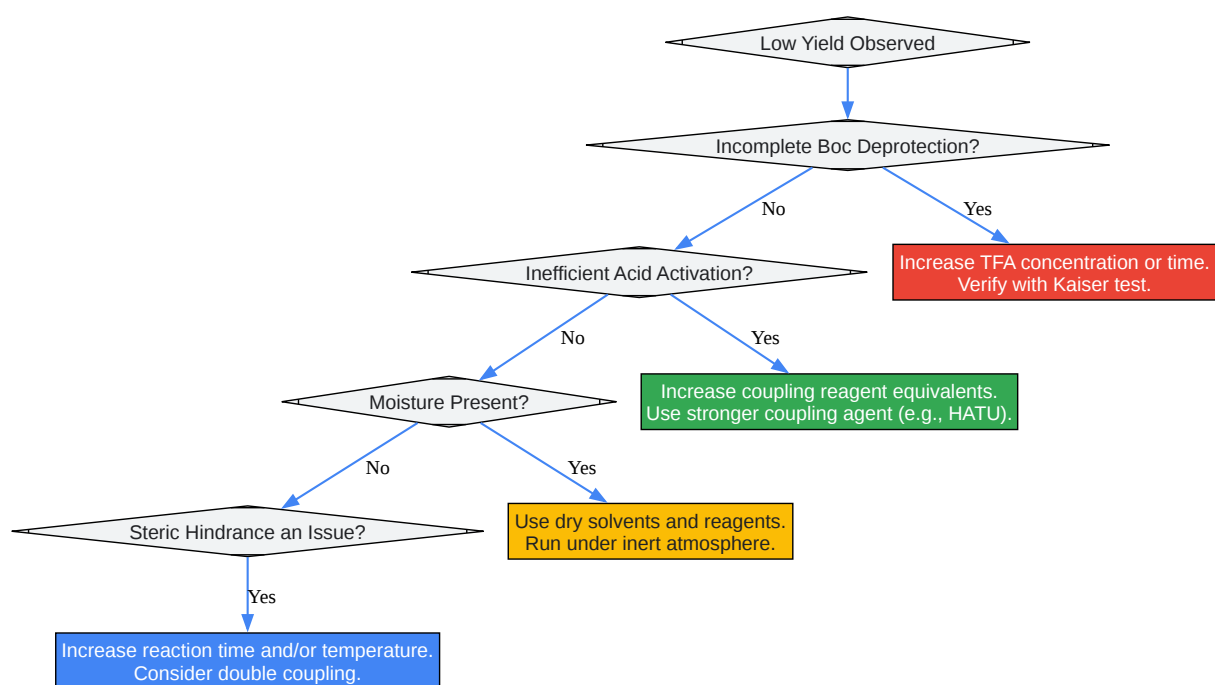 Low Yield Observed
Incomplete Boc Deprotection?
No
Yes
Inefficient Acid Activation?
Increase TFA concentration or time.
Verify with Kaiser test.
No
Yes
Moisture Present?
Increase coupling reagent equivalents.
Use stronger coupling agent (e.g., HATU).
No
Yes
Steric Hindrance an Issue?
Use dry solvents and reagents.
Run under inert atmosphere.
Yes
Increase reaction time and/or temperature.
Consider double coupling.